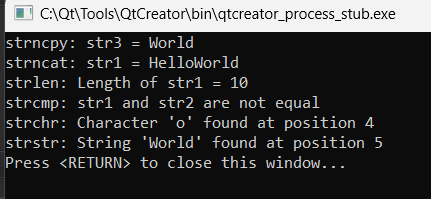 C:\Qt\Tools\QtCreator\bin\qtcreator_process_stub.exe
strncpy: str3 = World
strncat: str1 = HelloWorld
strlen: Length of str1 = 10
strcmp: str1 and str2 are not equal
strchr: Character 'o' found at position 4
strstr: String 'World' found at position 5
Press <RETURN> to close this window...